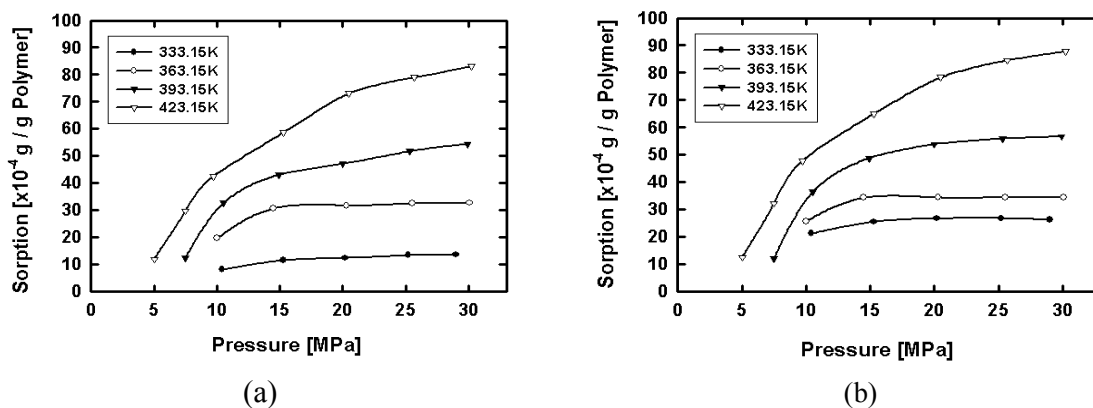 Sorption [x10⁻⁴ g / g Polymer]
100
90
80
70
60
50
40
30
20
10
0
333.15K
363.15K
393.15K
423.15K
0 5 10 15 20 25 30
Pressure [MPa]
(a)
Sorption [x10⁻⁴ g / g Polymer]
100
90
80
70
60
50
40
30
20
10
0
333.15K
363.15K
393.15K
423.15K
0 5 10 15 20 25 30
Pressure [MPa]
(b)